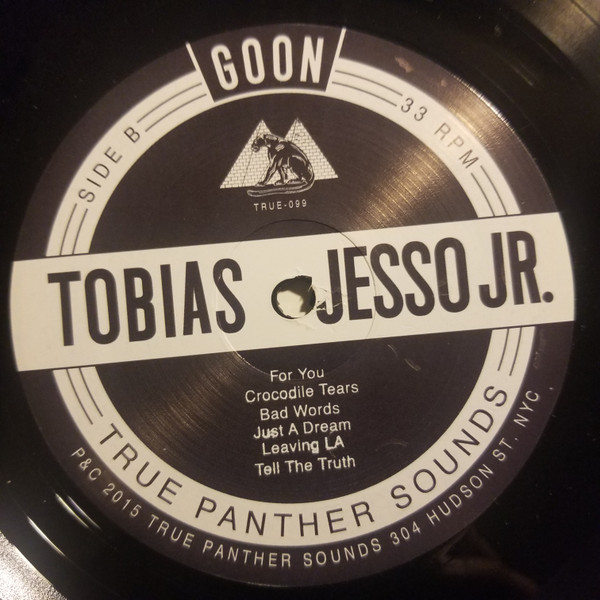 GOON
SIDE B
33 RPM
TRUE-099
TOBIAS JESSO JR.
For You
Crocodile Tears
Bad Words
Just A Dream
Leaving LA
Tell The Truth
TRUE PANTHER SOUNDS
P&C 2015 TRUE PANTHER SOUNDS 304 HUDSON ST. NYC